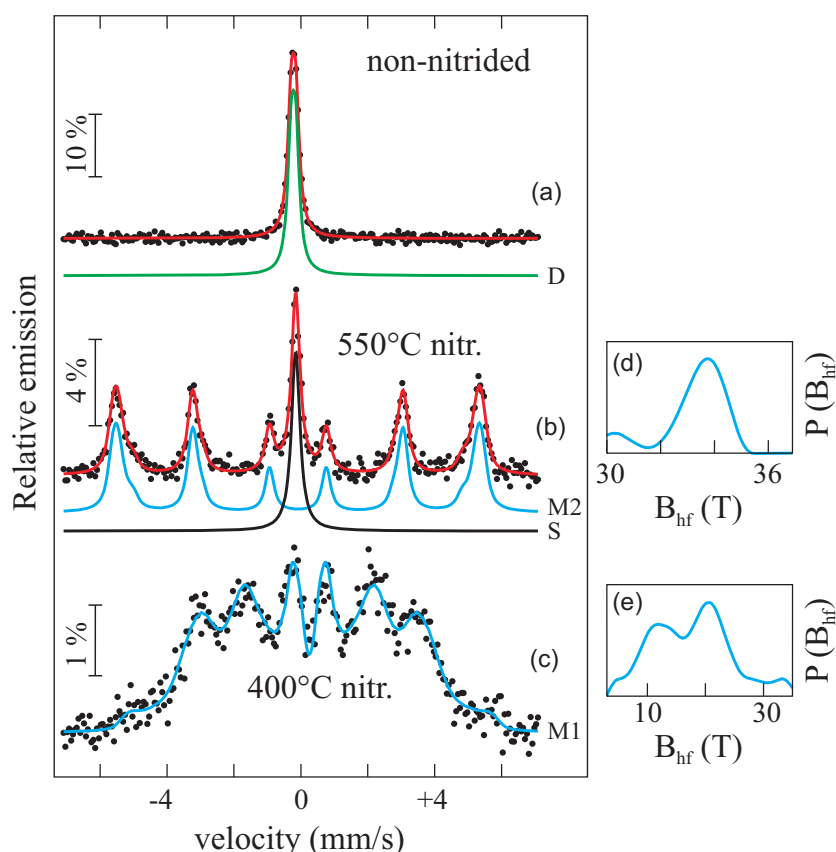 non-nitrided
10 %
(a)
D
Relative emission
4 %
550°C nitr.
(b)
M2
S
1 %
400°C nitr.
(c)
M1
-4 0 +4
velocity (mm/s)
(d)
P (Bhf)
30 36
Bhf (T)
(e)
P (Bhf)
10 30
Bhf (T)